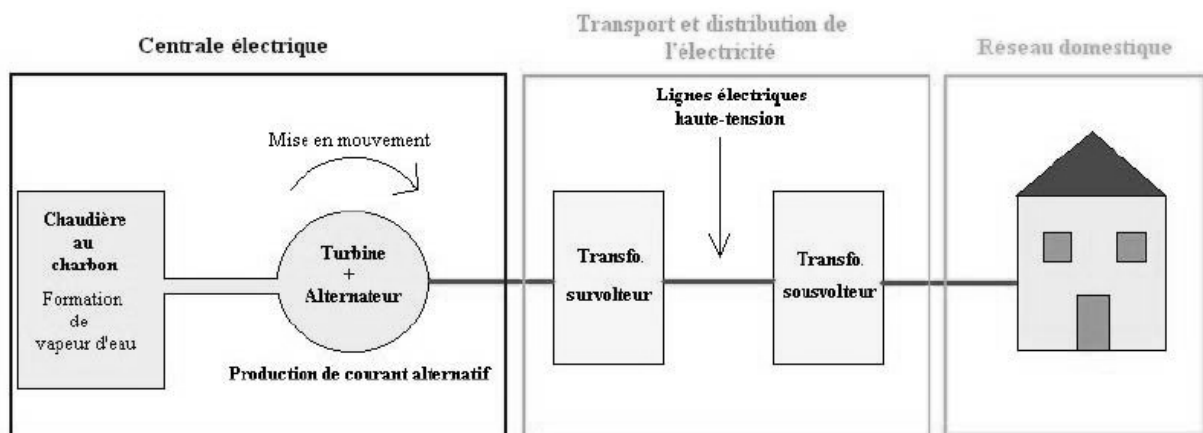 Centrale électrique
Transport et distribution de
l'électricité
Réseau domestique
Lignes électriques
haute-tension
Mise en mouvement
Chaudière
au
charbon
Formation
de
vapeur d'eau
Turbine
+
Alternateur
Production de courant alternatif
Transfo.
survolteur
Transfo.
sousvolteur